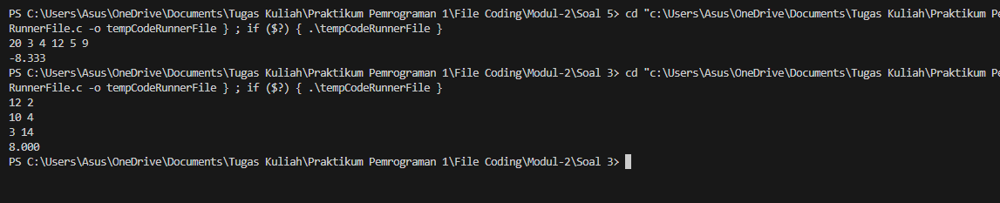 PS C:\Users\Asus\OneDrive\Documents\Tugas Kuliah\Praktikum Pemrograman 1\File Coding\Modul-2\Soal 5> cd "c:\Users\Asus\OneDrive\Documents\Tugas Kuliah\Praktikum Pem
RunnerFile.c -o tempCodeRunnerFile } ; if ($?) { .\tempCodeRunnerFile }
20 3 4 12 5 9
-8.333
PS C:\Users\Asus\OneDrive\Documents\Tugas Kuliah\Praktikum Pemrograman 1\File Coding\Modul-2\Soal 3> cd "c:\Users\Asus\OneDrive\Documents\Tugas Kuliah\Praktikum Pem
RunnerFile.c -o tempCodeRunnerFile } ; if ($?) { .\tempCodeRunnerFile }
12 2
10 4
3 14
8.000
PS C:\Users\Asus\OneDrive\Documents\Tugas Kuliah\Praktikum Pemrograman 1\File Coding\Modul-2\Soal 3>